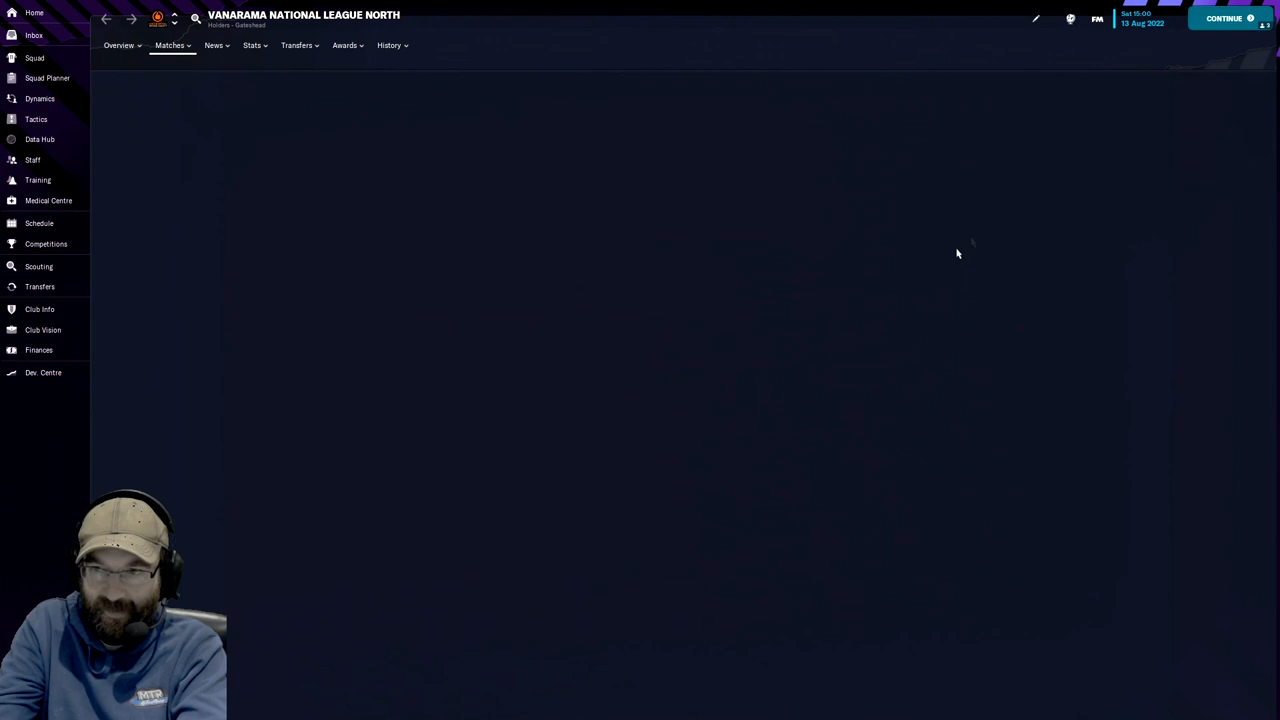 Home
Inbox
Squad
Squad Planner
Dynamics
Tactics
Data Hub
Staff
Training
Medical Centre
Schedule
Competitions
Scouting
Transfers
Club Info
Club Vision
Finances
Dev. Centre
VANARAMA NATIONAL LEAGUE NORTH
Holders - Gateshead
FM
Sat 15:00
13 Aug 2022
CONTINUE
3
Overview
Matches
News
Stats
Transfers
Awards
History
MTR